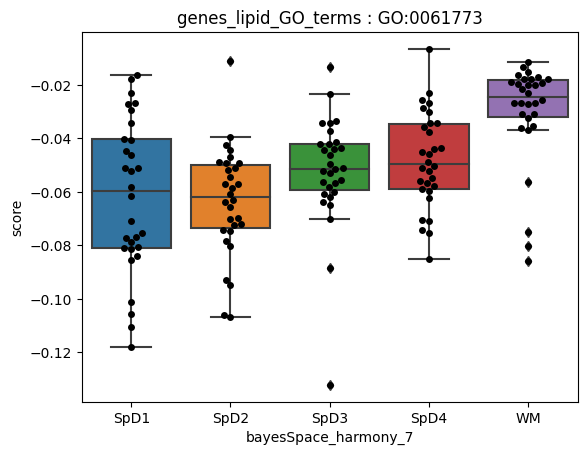 genes_lipid_GO_terms : GO:0061773
−0.02
−0.04
−0.06
−0.08
−0.10
−0.12
score
SpD1 SpD2 SpD3 SpD4 WM
bayesSpace_harmony_7